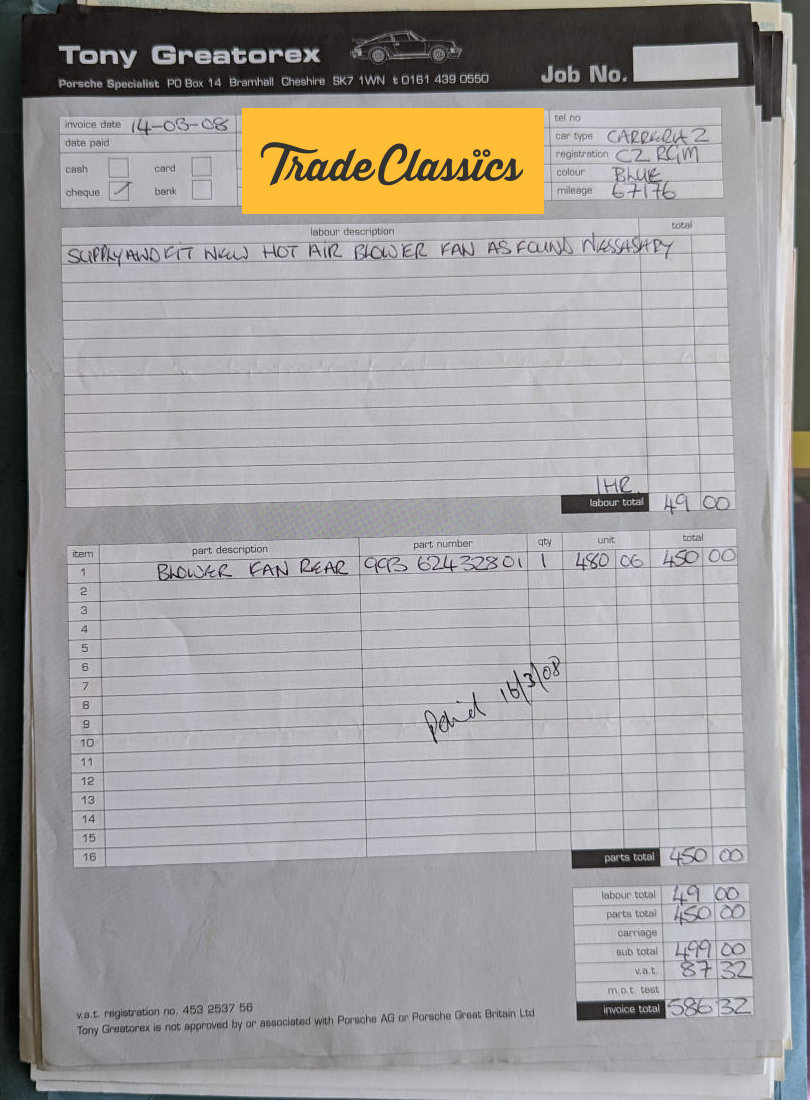 Tony Greatorex
Porsche Specialist PO Box 14 Bramhall Cheshire SK7 1WN t: 0161 439 0550
Job No.
invoice date 14-03-08
date paid
cash card
cheque bank
TradeClassics
tel no
car type CARRERA 2
registration C2 RGM
colour BLUE
mileage 67176
labour description total
SUPPLY AND FIT NEW HOT AIR BLOWER FAN AS FOUND NESSASARY
1HR
labour total 49 00
item part description part number qty unit total
1 BLOWER FAN REAR 993 62432801 1 480 06 450 00
2
3
4
5
6
7
8
9
10
11
12
13
14
15
16
Paid 16/3/08
parts total 450 00
labour total 49 00
parts total 450 00
carriage
sub total 499 00
v.a.t. 87 32
m.o.t. test
invoice total 586 32
v.a.t. registration no. 453 2537 56
Tony Greatorex is not approved by or associated with Porsche AG or Porsche Great Britain Ltd